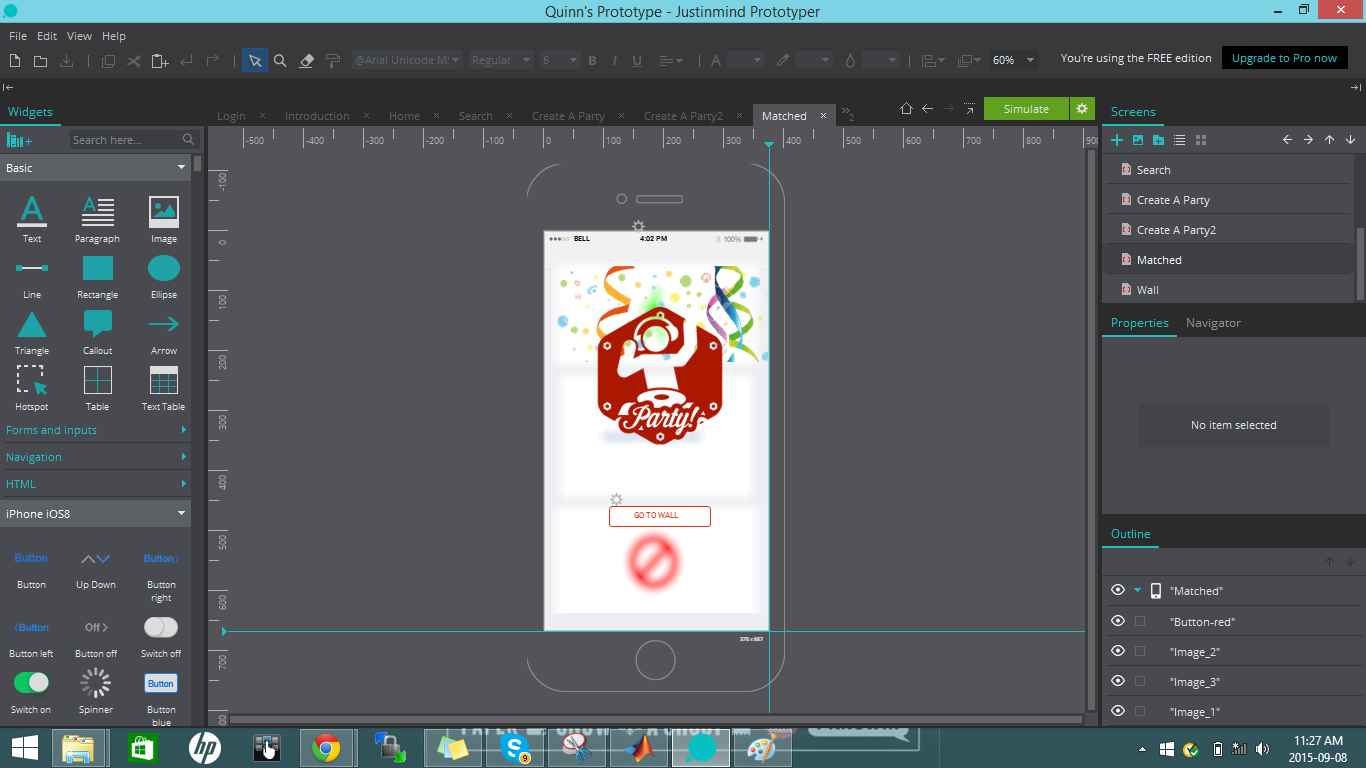 Quinn's Prototype - Justinmind Prototyper
File Edit View Help
@Arial Unicode MS Regular 6 B I U A 60% You're using the FREE edition Upgrade to Pro now
Widgets
Login Introduction Home Search Create A Party Create A Party2 Matched 2 Simulate
Screens
Search here...
-500 -400 -300 -200 -100 0 100 200 300 400 500 600 700 800 900
Basic
Text Paragraph Image
Line Rectangle Ellipse
Triangle Callout Arrow
Hotspot Table Text Table
Forms and inputs
Navigation
HTML
iPhone iOS8
Button Button>
Button Up Down Button right
<Button Off >
Button left Button off Switch off
Button
Switch on Spinner Button blue
-100
0
100
200
300
400
500
600
700
800
BELL 4:02 PM 100%
Party!
GO TO WALL
375 x 667
Search
Create A Party
Create A Party2
Matched
Wall
Properties Navigator
No item selected
Outline
"Matched"
"Button-red"
"Image_2"
"Image_3"
"Image_1"
hp
S 9
11:27 AM
2015-09-08